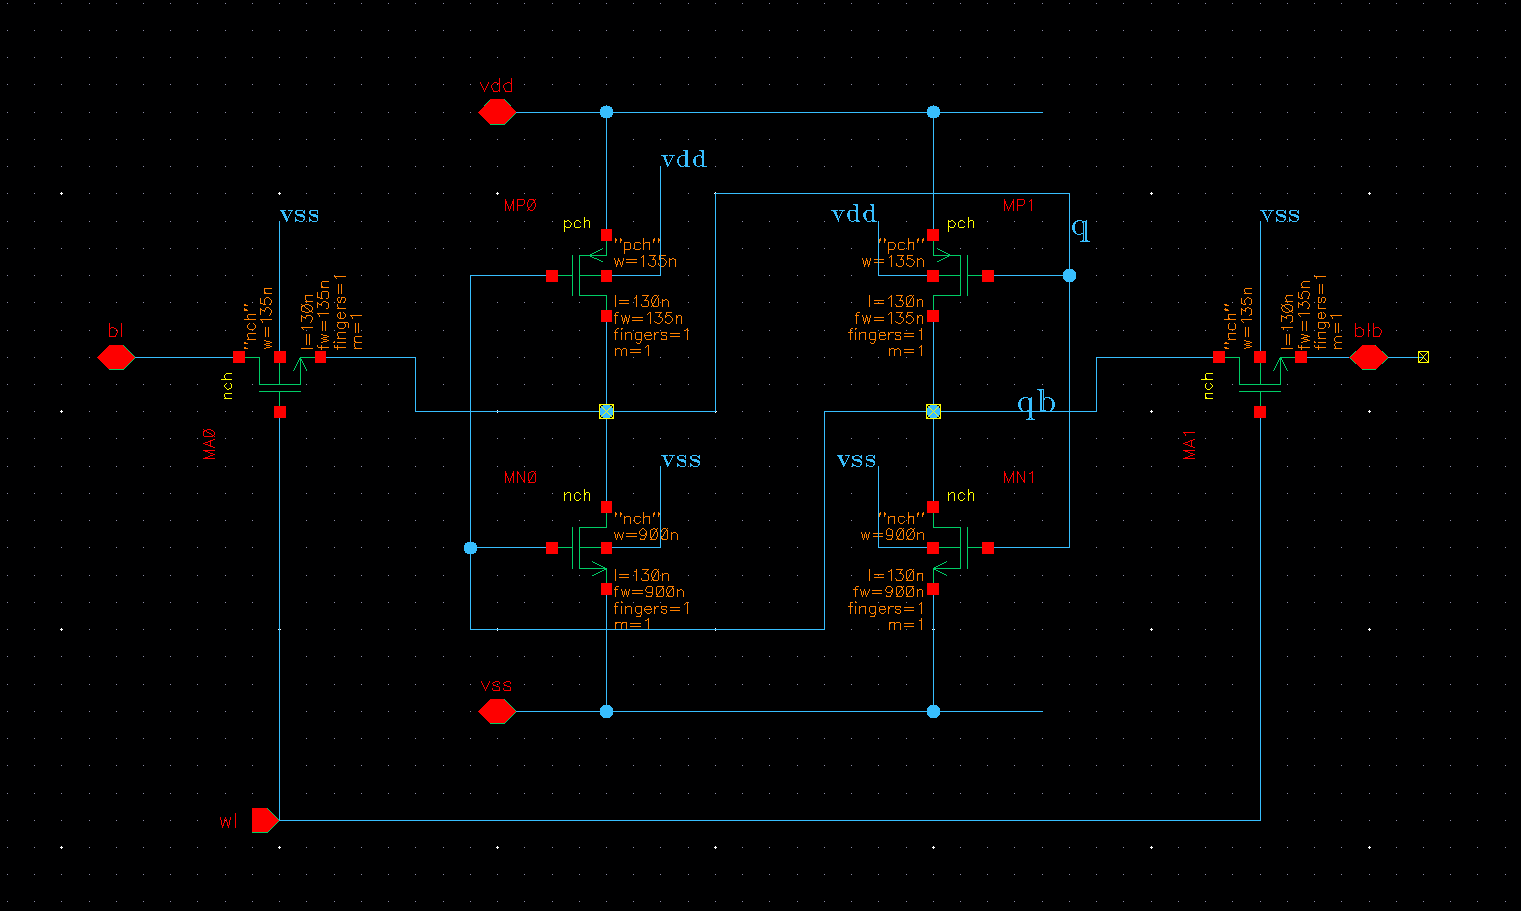 vdd
vdd
MP0
pch
"pch"
w=135n
l=130n
fw=135n
fingers=1
m=1
vdd
MP1
pch
"pch"
w=135n
l=130n
fw=135n
fingers=1
m=1
q
vss
"nch"
w=135n
l=130n
fw=135n
fingers=1
m=1
bl
nch
MA0
vss
"nch"
w=135n
l=130n
fw=135n
fingers=1
m=1
blb
nch
MA1
qb
vss
MN0
nch
"nch"
w=900n
l=130n
fw=900n
fingers=1
m=1
vss
MN1
nch
"nch"
w=900n
l=130n
fw=900n
fingers=1
m=1
vss
wl